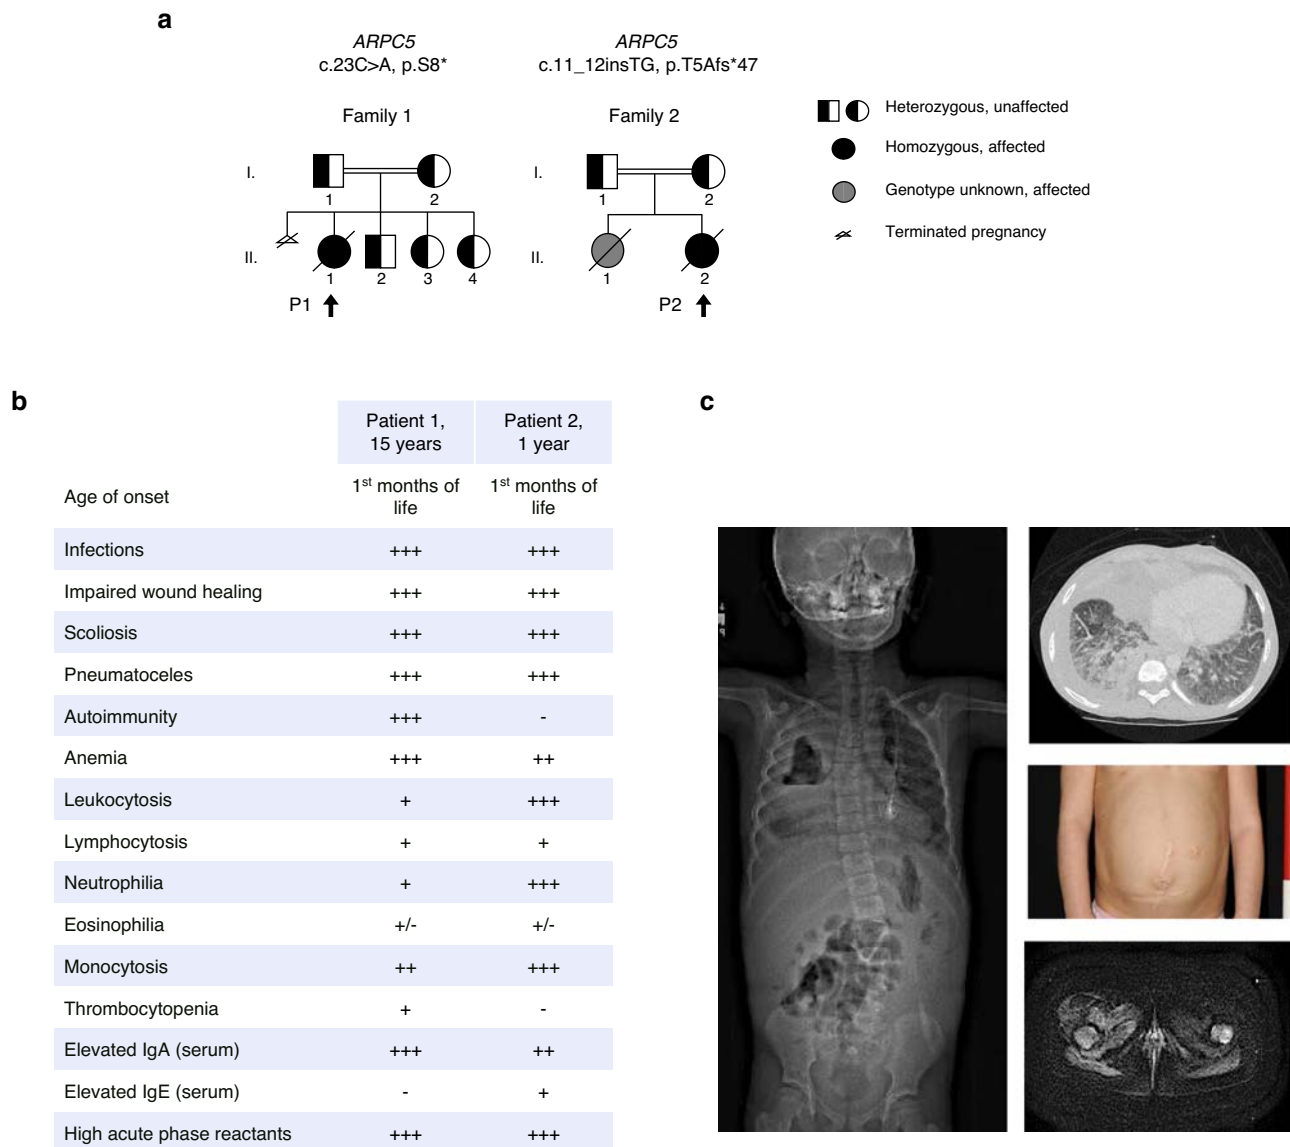 a
ARPC5
c.23C>A, p.S8*
ARPC5
c.11_12insTG, p.T5Afs*47
Family 1
Family 2
Heterozygous, unaffected
Homozygous, affected
Genotype unknown, affected
Terminated pregnancy
I.
1
2
I.
1
2
II.
1
2
3
4
II.
1
2
P1
P2
b
Patient 1,
15 years
Patient 2,
1 year
Age of onset
1st months of
life
1st months of
life
Infections +++ +++
Impaired wound healing +++ +++
Scoliosis +++ +++
Pneumatoceles +++ +++
Autoimmunity +++ -
Anemia +++ ++
Leukocytosis + +++
Lymphocytosis + +
Neutrophilia + +++
Eosinophilia +/- +/-
Monocytosis ++ +++
Thrombocytopenia + -
Elevated IgA (serum) +++ ++
Elevated IgE (serum) - +
High acute phase reactants +++ +++
c